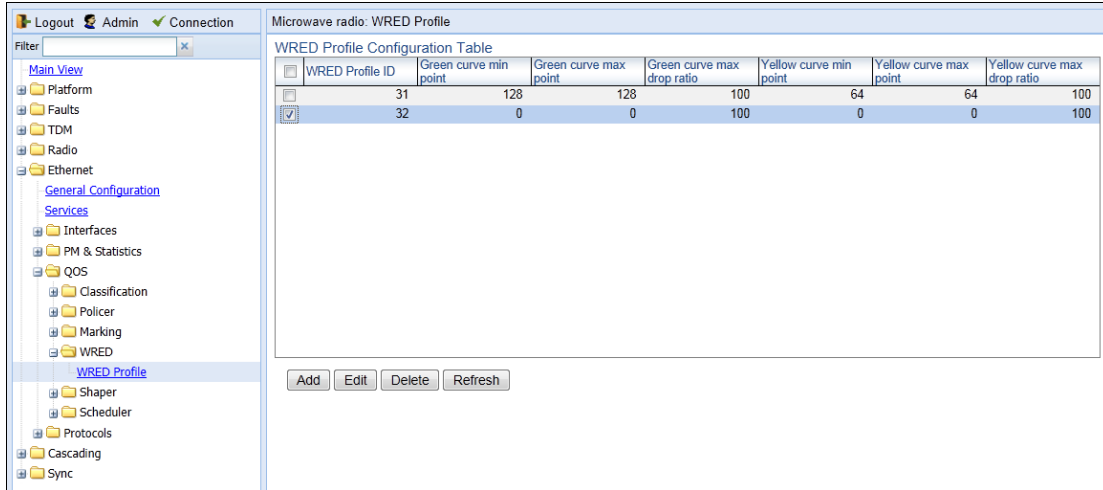 Logout Admin Connection
Filter
Main View
Platform
Faults
TDM
Radio
Ethernet
General Configuration
Services
Interfaces
PM & Statistics
QOS
Classification
Policer
Marking
WRED
WRED Profile
Shaper
Scheduler
Protocols
Cascading
Sync
Microwave radio: WRED Profile
WRED Profile Configuration Table
WRED Profile ID Green curve min point Green curve max point Green curve max drop ratio Yellow curve min point Yellow curve max point Yellow curve max drop ratio
31 128 128 100 64 64 100
32 0 0 100 0 0 100
Add Edit Delete Refresh